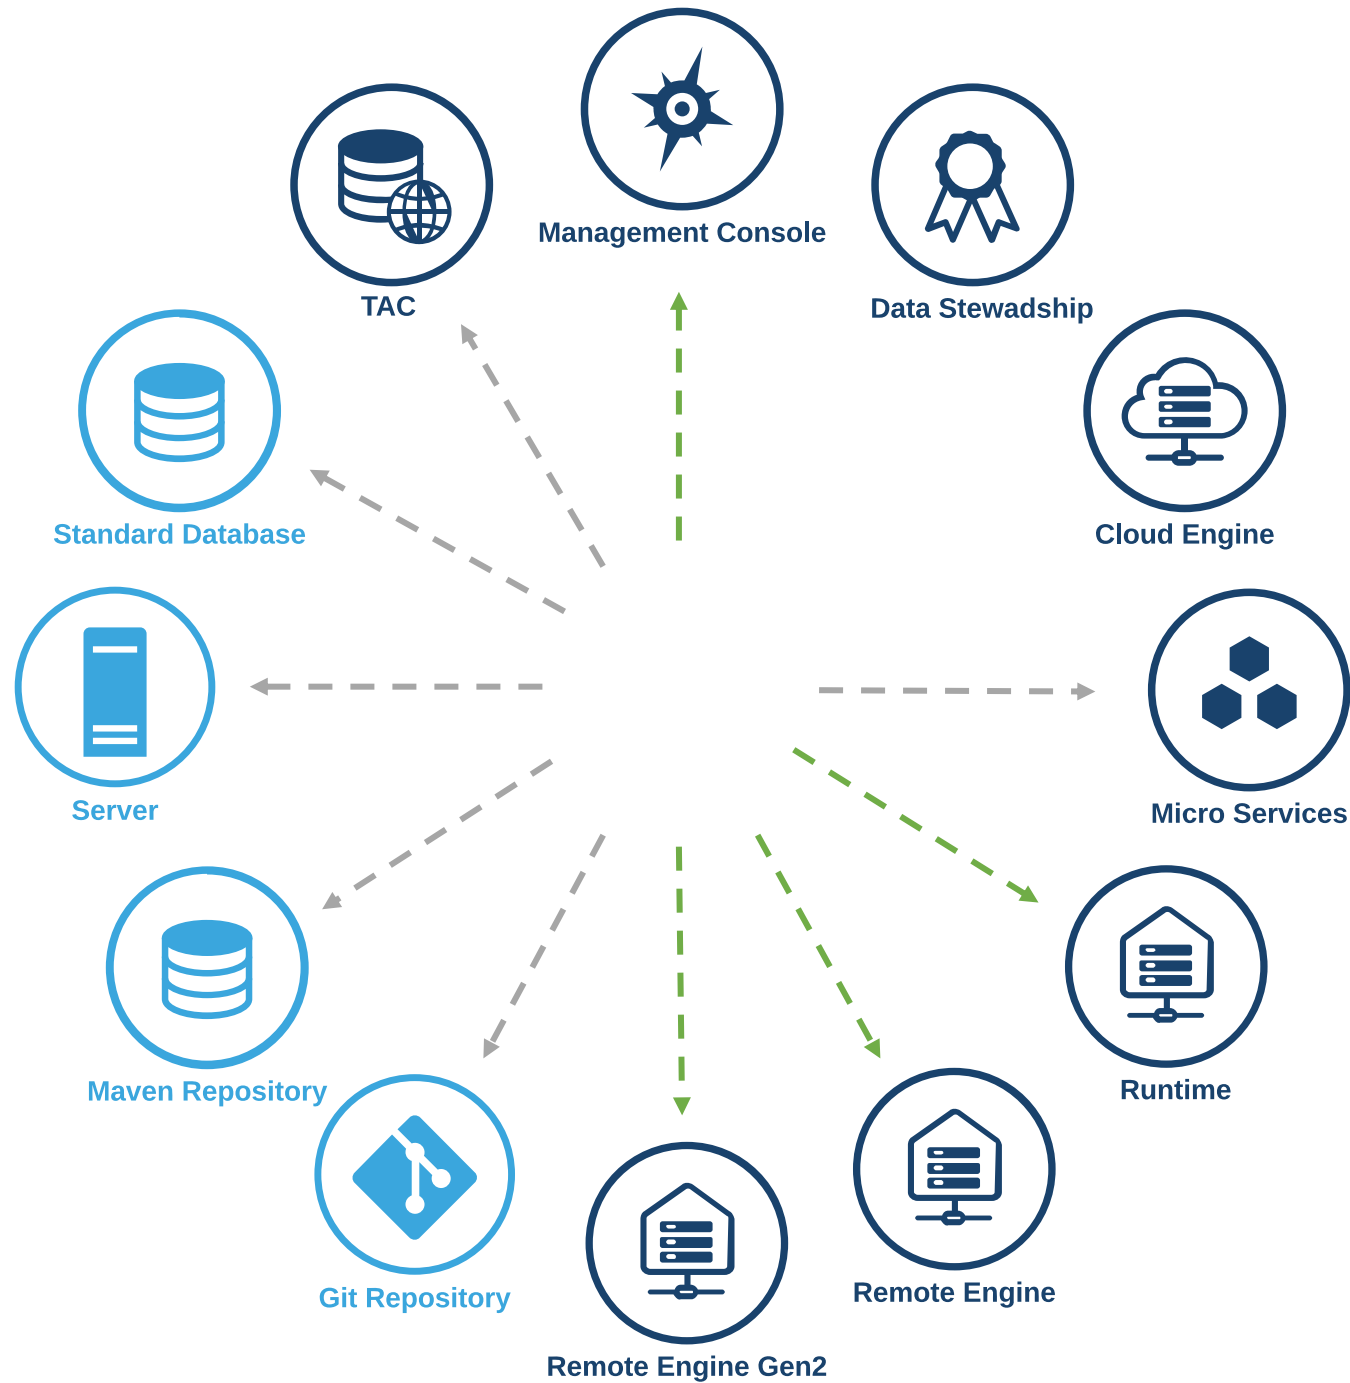 Management Console
TAC
Data Stewadship
Standard Database
Cloud Engine
Server
Micro Services
Maven Repository
Runtime
Git Repository
Remote Engine
Remote Engine Gen2